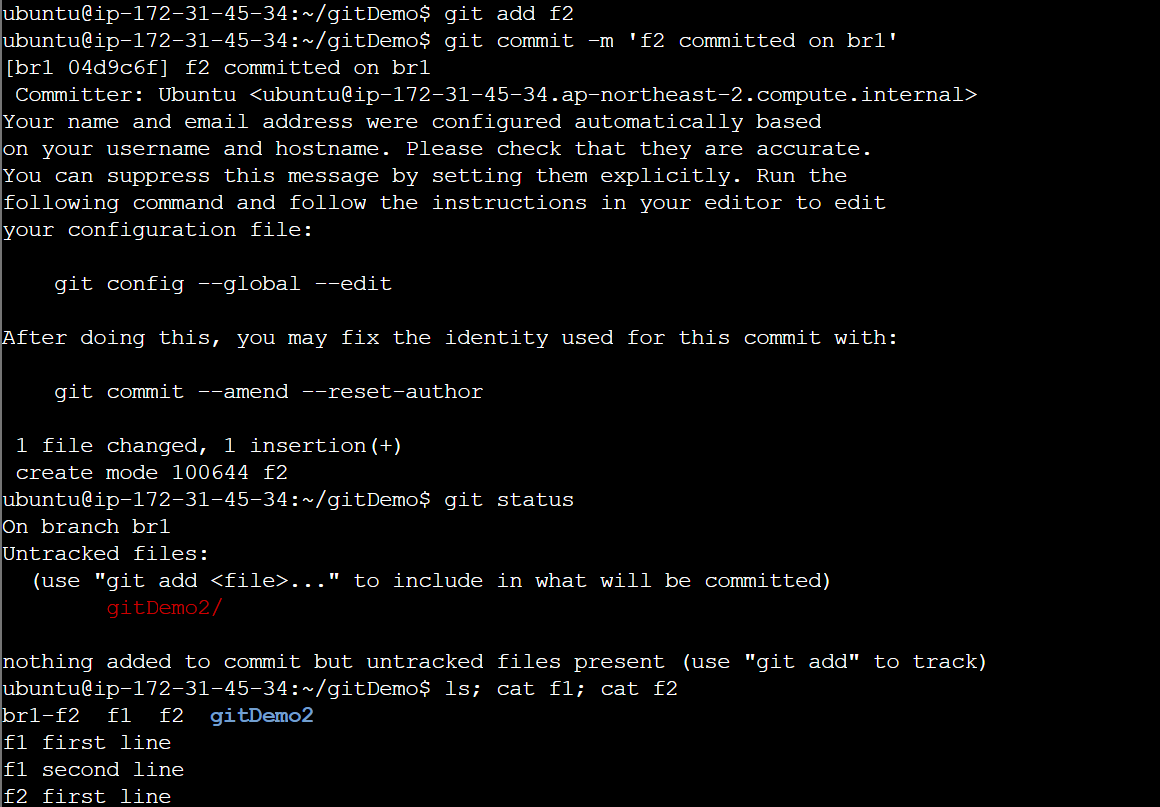 ubuntu@ip-172-31-45-34:~/gitDemo$ git add f2
ubuntu@ip-172-31-45-34:~/gitDemo$ git commit -m 'f2 committed on br1'
[br1 04d9c6f] f2 committed on br1
 Committer: Ubuntu <ubuntu@ip-172-31-45-34.ap-northeast-2.compute.internal>
Your name and email address were configured automatically based
on your username and hostname. Please check that they are accurate.
You can suppress this message by setting them explicitly. Run the
following command and follow the instructions in your editor to edit
your configuration file:
    git config --global --edit
After doing this, you may fix the identity used for this commit with:
    git commit --amend --reset-author
 1 file changed, 1 insertion(+)
 create mode 100644 f2
ubuntu@ip-172-31-45-34:~/gitDemo$ git status
On branch br1
Untracked files:
  (use "git add <file>..." to include in what will be committed)
        gitDemo2/
nothing added to commit but untracked files present (use "git add" to track)
ubuntu@ip-172-31-45-34:~/gitDemo$ ls; cat f1; cat f2
br1-f2  f1  f2  gitDemo2
f1 first line
f1 second line
f2 first line